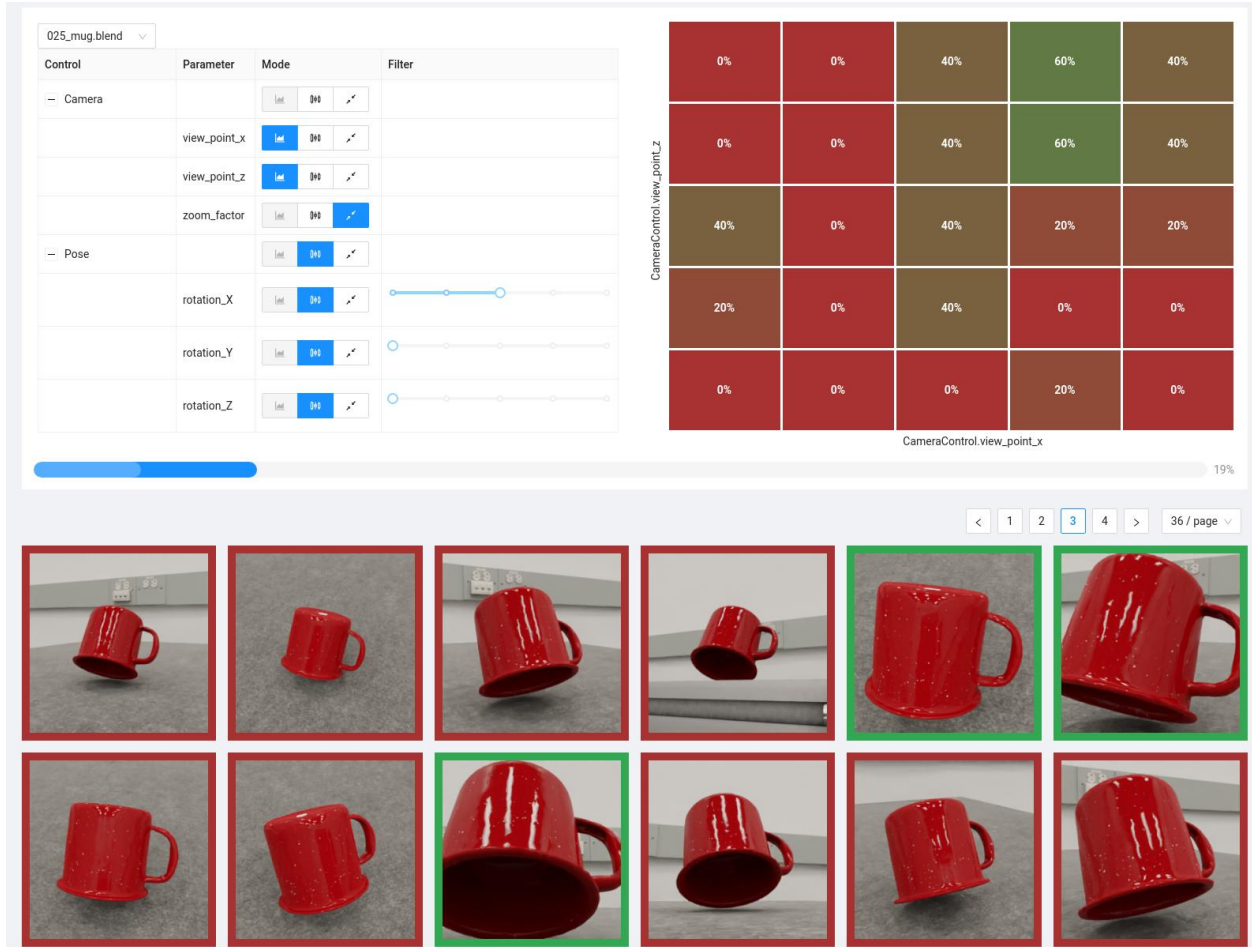 025_mug.blend
Control Parameter Mode Filter
Camera
view_point_x
view_point_z
zoom_factor
Pose
rotation_X
rotation_Y
rotation_Z
CameraControl.view_point_z
0% 0% 40% 60% 40%
0% 0% 40% 60% 40%
40% 0% 40% 20% 20%
20% 0% 40% 0% 0%
0% 0% 0% 20% 0%
CameraControl.view_point_x
19%
< 1 2 3 4 > 36 / page